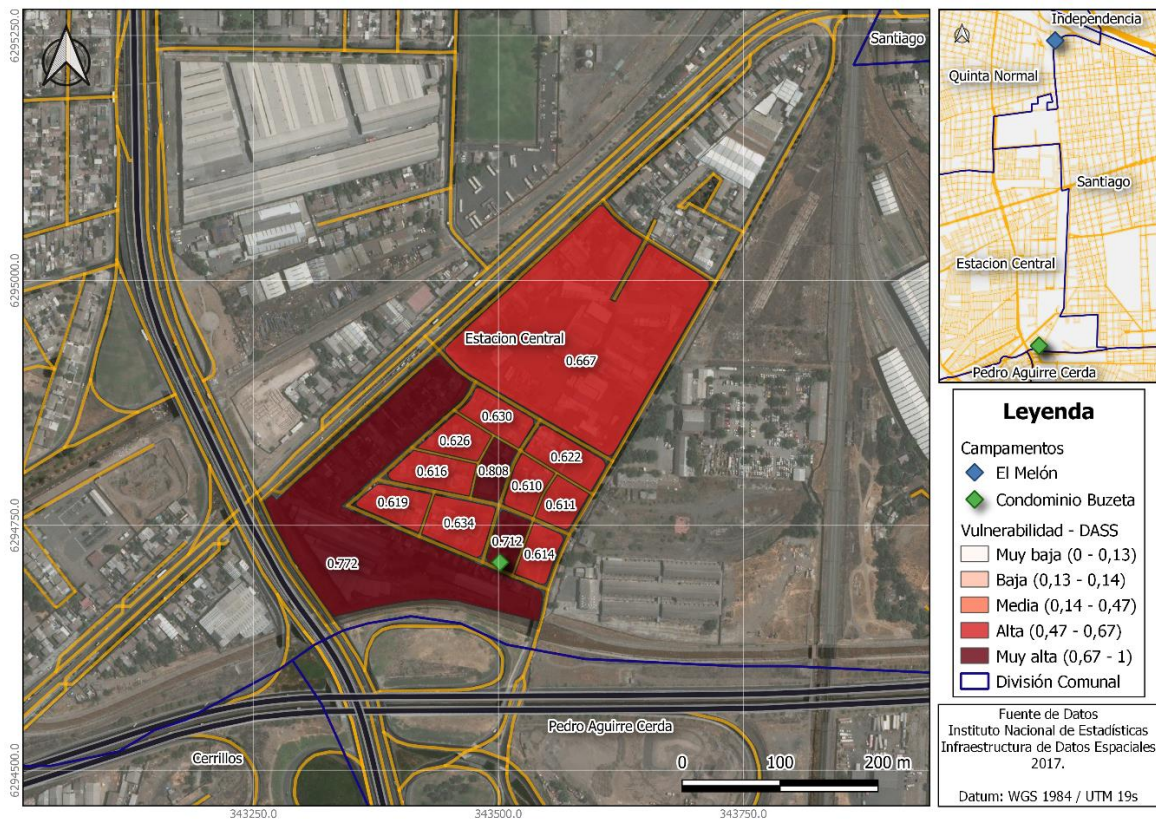 6295250.0
6295000.0
6294750.0
6294500.0
343250.0
343500.0
343750.0
Santiago
Estacion Central
0.667
0.630
0.626
0.622
0.616
0.808
0.610
0.611
0.619
0.634
0.712
0.614
0.772
Pedro Aguirre Cerda
Cerrillos
0 100 200 m
Independencia
Quinta Normal
Santiago
Estacion Central
Pedro Aguirre Cerda
Leyenda
Campamentos
El Melón
Condominio Buzeta
Vulnerabilidad - DASS
Muy baja (0 - 0,13)
Baja (0,13 - 0,14)
Media (0,14 - 0,47)
Alta (0,47 - 0,67)
Muy alta (0,67 - 1)
División Comunal
Fuente de Datos
Instituto Nacional de Estadísticas
Infraestructura de Datos Espaciales
2017.
Datum: WGS 1984 / UTM 19s